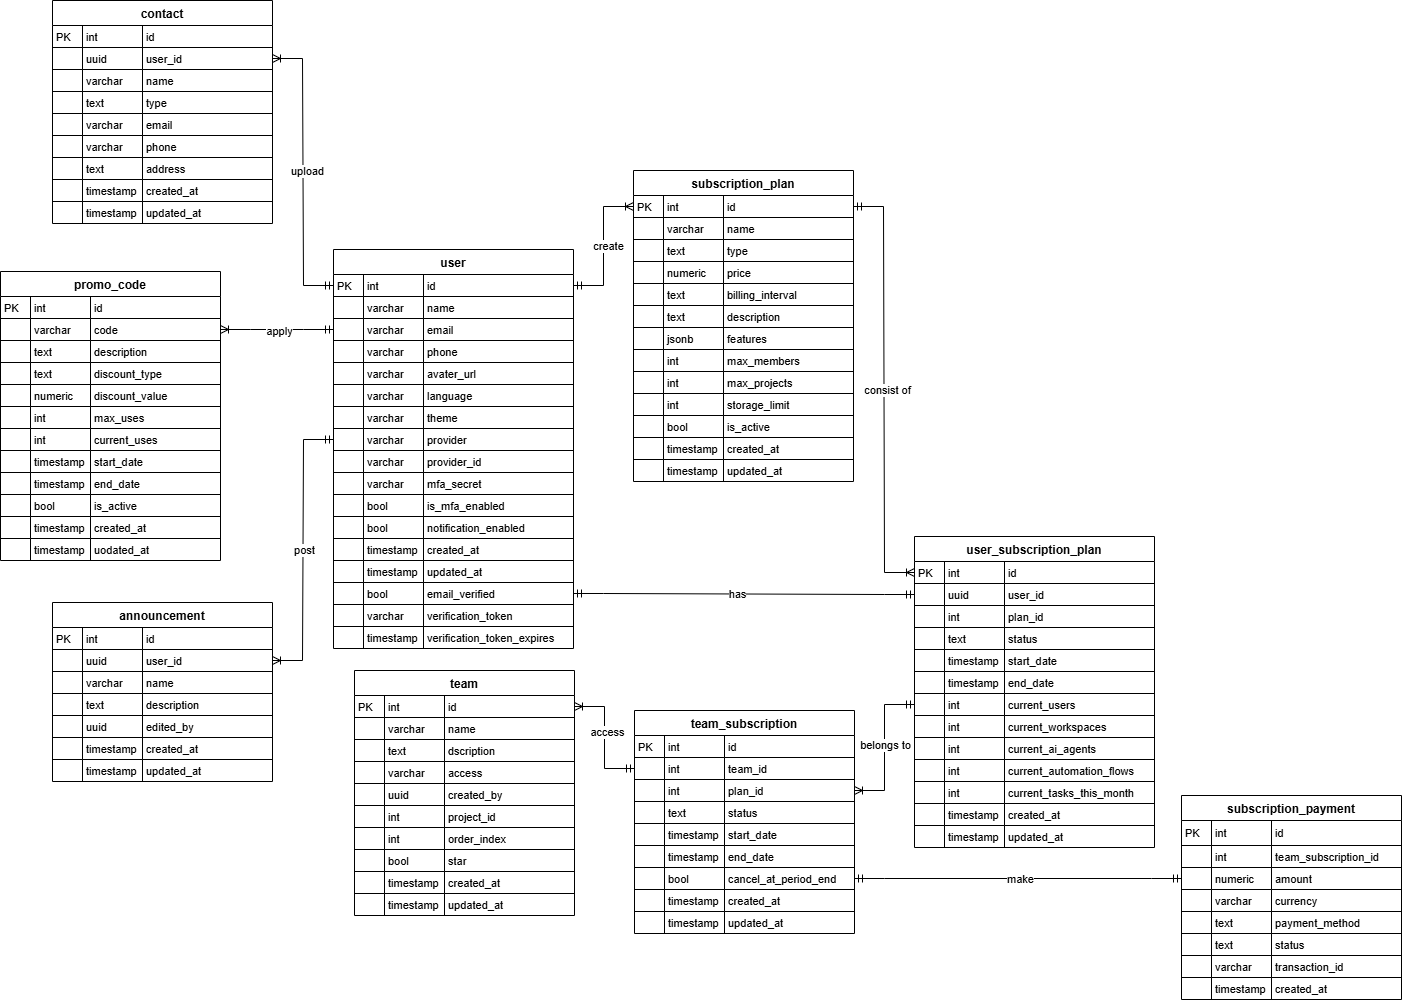 contact
PK int id
uuid user_id
varchar name
text type
varchar email
varchar phone
text address
timestamp created_at
timestamp updated_at
upload
promo_code
PK int id
varchar code
text description
text discount_type
numeric discount_value
int max_uses
int current_uses
timestamp start_date
timestamp end_date
bool is_active
timestamp created_at
timestamp uodated_at
apply
announcement
PK int id
uuid user_id
varchar name
text description
uuid edited_by
timestamp created_at
timestamp updated_at
post
user
PK int id
varchar name
varchar email
varchar phone
varchar avater_url
varchar language
varchar theme
varchar provider
varchar provider_id
varchar mfa_secret
bool is_mfa_enabled
bool notification_enabled
timestamp created_at
timestamp updated_at
bool email_verified
varchar verification_token
timestamp verification_token_expires
create
has
team
PK int id
varchar name
text dscription
varchar access
uuid created_by
int project_id
int order_index
bool star
timestamp created_at
timestamp updated_at
access
subscription_plan
PK int id
varchar name
text type
numeric price
text billing_interval
text description
jsonb features
int max_members
int max_projects
int storage_limit
bool is_active
timestamp created_at
timestamp updated_at
consist of
team_subscription
PK int id
int team_id
int plan_id
text status
timestamp start_date
timestamp end_date
bool cancel_at_period_end
timestamp created_at
timestamp updated_at
belongs to
make
user_subscription_plan
PK int id
uuid user_id
int plan_id
text status
timestamp start_date
timestamp end_date
int current_users
int current_workspaces
int current_ai_agents
int current_automation_flows
int current_tasks_this_month
timestamp created_at
timestamp updated_at
subscription_payment
PK int id
int team_subscription_id
numeric amount
varchar currency
text payment_method
text status
varchar transaction_id
timestamp created_at